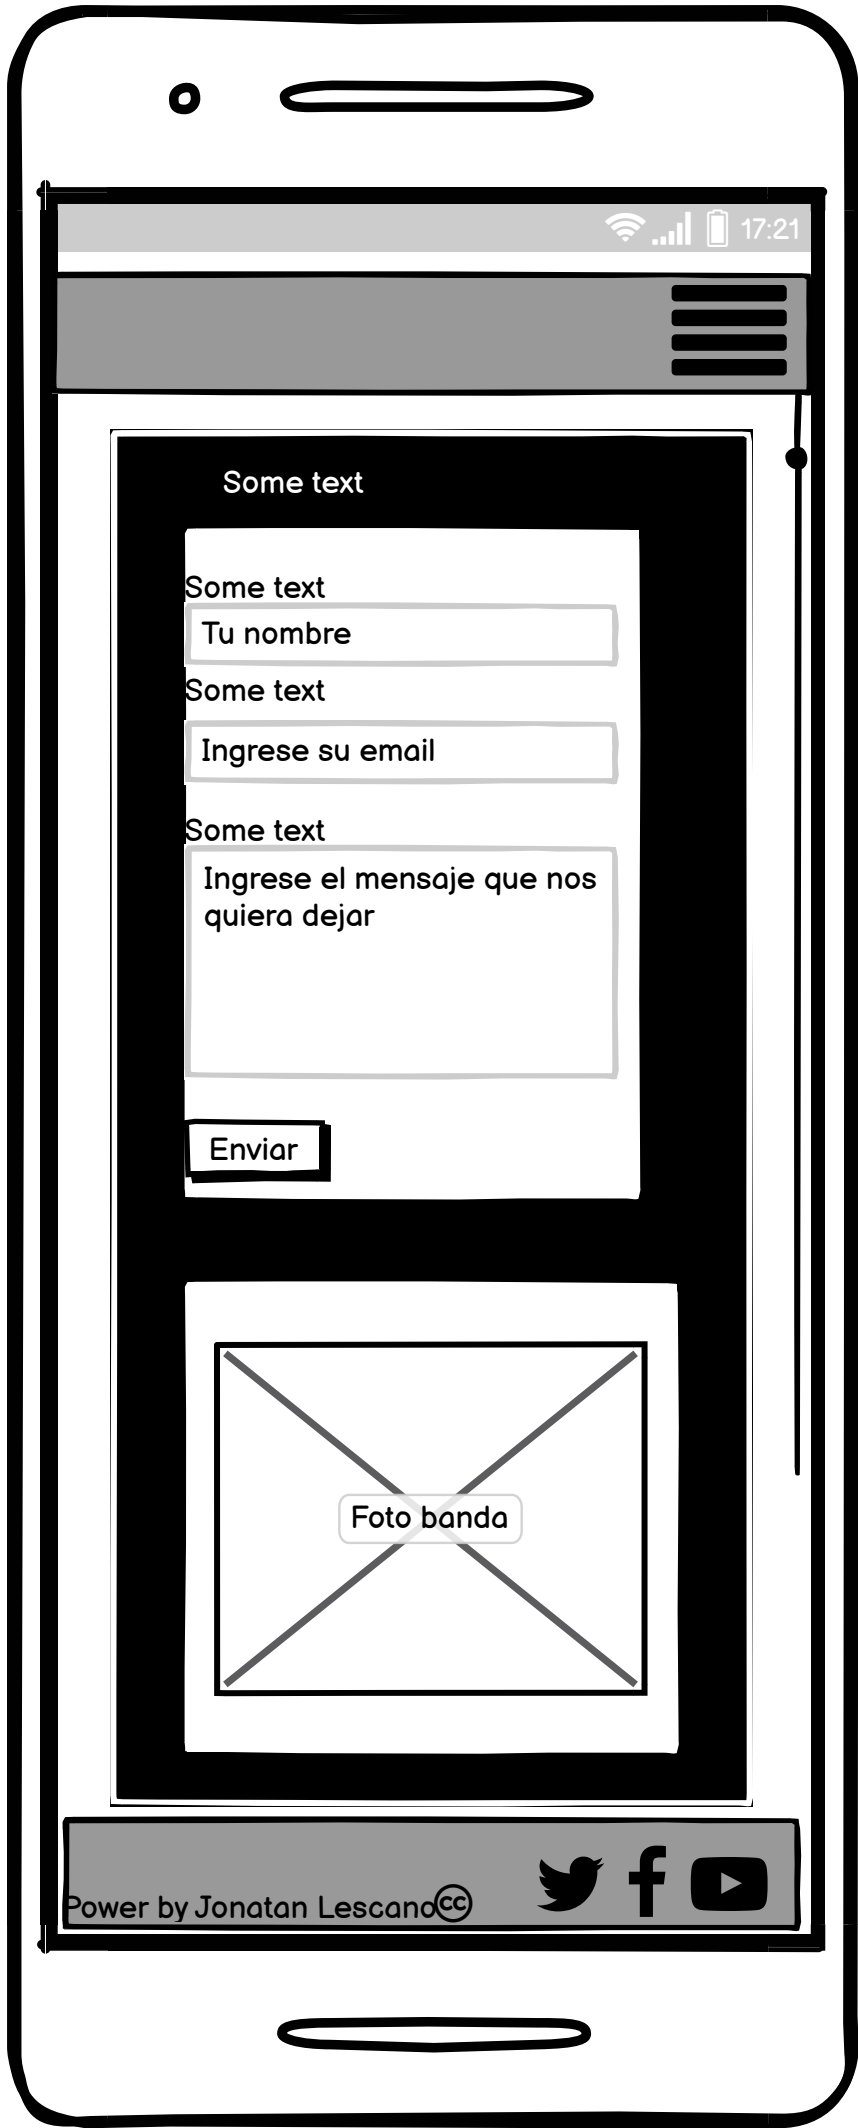 17:21
Some text
Some text
Tu nombre
Some text
Ingrese su email
Some text
Ingrese el mensaje que nos
quiera dejar
Enviar
Foto banda
Power by Jonatan Lescano cc